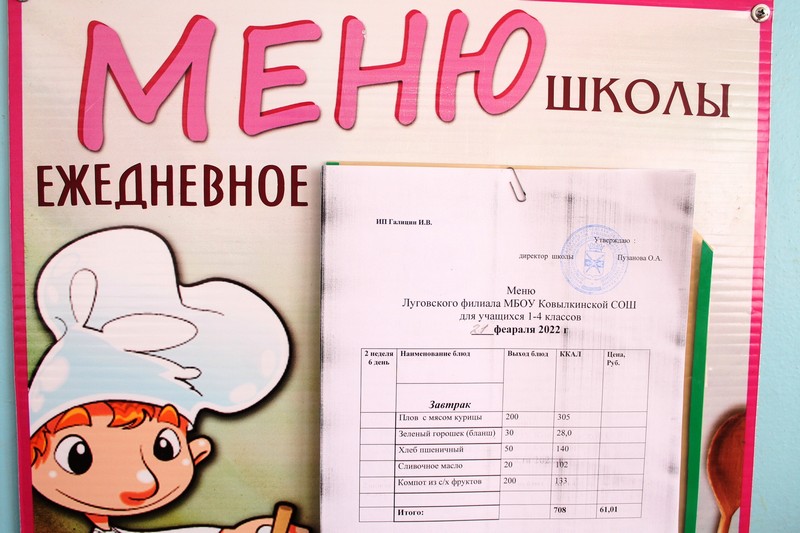 МЕНЮ
ШКОЛЫ
ЕЖЕДНЕВНОЕ
ИП Галицин И.В.
Утверждаю :
директор школы Пузанова О.А.
Меню
Луговского филиала МБОУ Ковылкинской СОШ
для учащихся 1-4 классов
21 феараля 2022 г
2 неделя Наименование блюд Выход блюд ККАЛ Цена,
6 день Руб.
Завтрак
Плов с мясом курицы 200 305
Зеленый горошек (бланш) 30 28,0
Хлеб пшеничный 50 140
Сливочное масло 20 102
Компот из с/х фруктов 200 133
Итого: 708 61,01